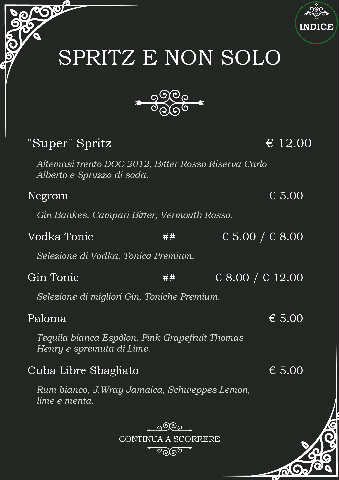 INDICE
SPRITZ E NON SOLO
"Super" Spritz € 12.00
Altemasi trento DOC 2012, Bitter Rosso Riserva Carlo
Alberto e Spruzzo di soda.
Negroni € 5.00
Gin Bankes, Campari Bitter, Vermouth Rosso.
Vodka Tonic ## € 5.00 / € 8.00
Selezione di Vodka, Tonica Premium.
Gin Tonic ## € 8.00 / € 12.00
Selezione di migliori Gin, Toniche Premium.
Paloma € 5.00
Tequila bianca Espòlon, Pink Grapefruit Thomas
Henry e spremuta di Lime.
Cuba Libre Sbagliato € 5.00
Rum bianco, J.Wray Jamaica, Schweppes Lemon,
lime e menta.
CONTINUA A SCORRERE